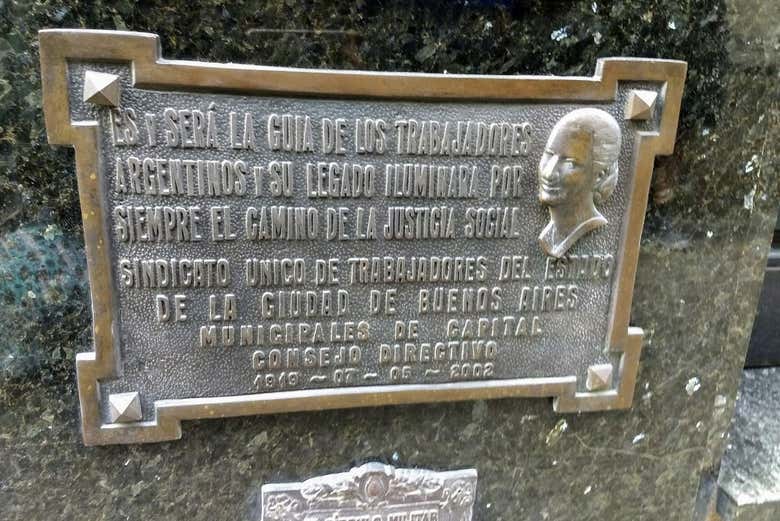 ES Y SERÁ LA GUIA DE LOS TRABAJADORES
ARGENTINOS Y SU LEGADO ILUMINARA POR
SIEMPRE EL CAMINO DE LA JUSTICIA SOCIAL
SINDICATO UNICO DE TRABAJADORES DEL ESTADO
DE LA CIUDAD DE BUENOS AIRES
MUNICIPALES DE CAPITAL
CONSEJO DIRECTIVO
1919 ~ 07 ~ 05 ~ 2002
CÍRCULO MILITAR